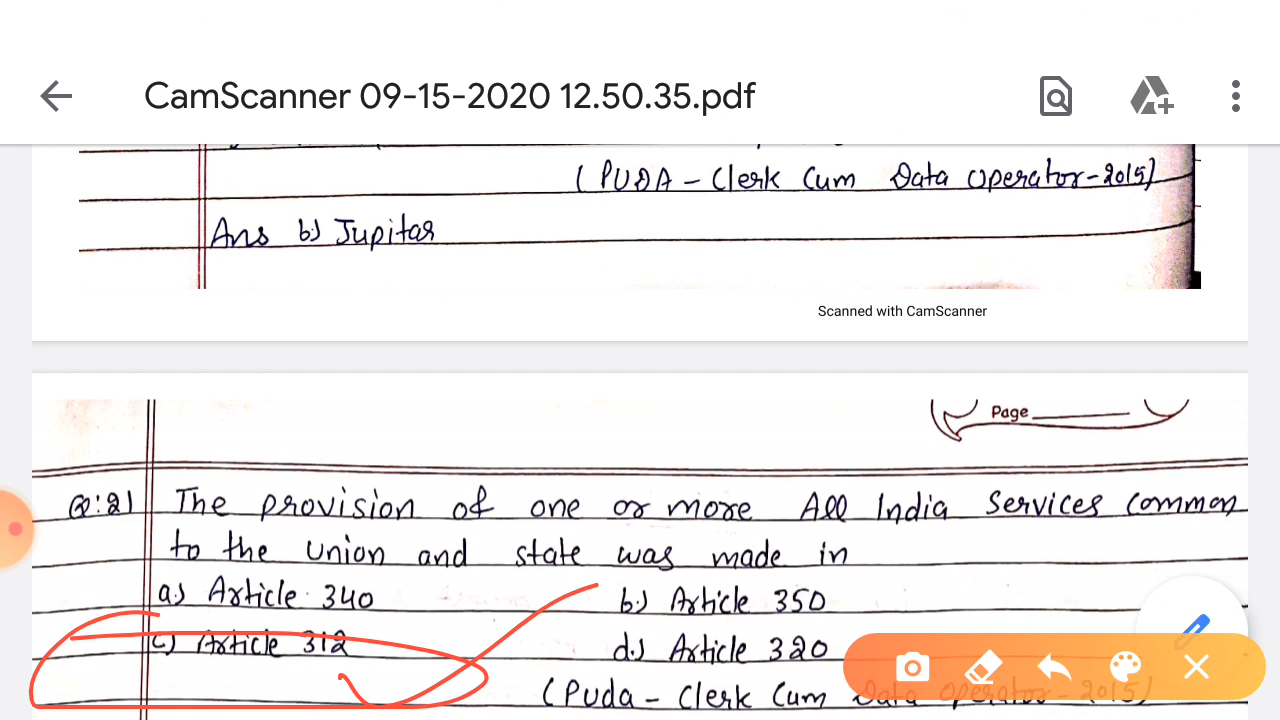 CamScanner 09-15-2020 12.50.35.pdf
(PUDA - Clerk Cum Data Operator-2015)
Ans b) Jupitar
Scanned with CamScanner
Page
Q:21 The provision of one or more All India Services Common
to the union and state was made in
a.) Article 340 b.) Article 350
c.) Article 312 d.) Article 320
(Puda - Clerk Cum Data Operator - 2015)